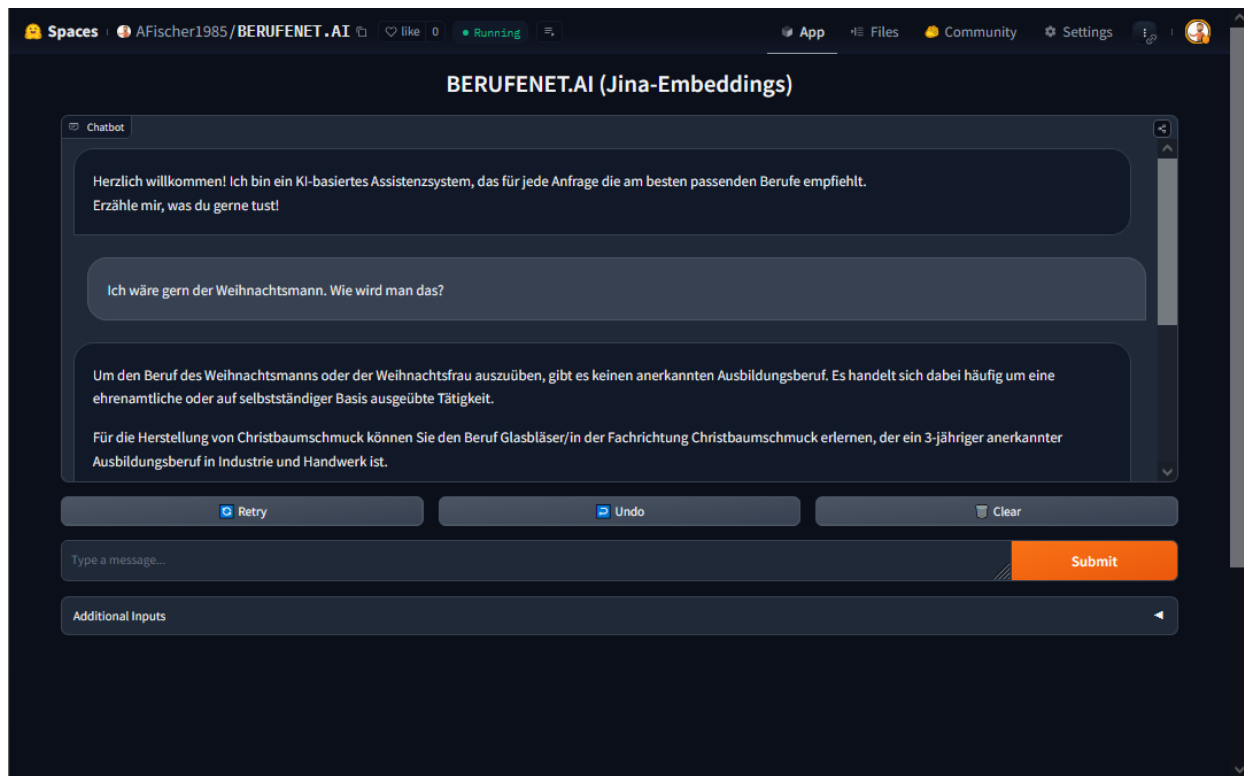 Spaces AFischer1985/BERUFENET.AI like 0 Running App Files Community Settings
BERUFENET.AI (Jina-Embeddings)
Chatbot
Herzlich willkommen! Ich bin ein KI-basiertes Assistenzsystem, das für jede Anfrage die am besten passenden Berufe empfiehlt.
Erzähle mir, was du gerne tust!
Ich wäre gern der Weihnachtsmann. Wie wird man das?
Um den Beruf des Weihnachtsmanns oder der Weihnachtsfrau auszuüben, gibt es keinen anerkannten Ausbildungsberuf. Es handelt sich dabei häufig um eine
ehrenamtliche oder auf selbstständiger Basis ausgeübte Tätigkeit.
Für die Herstellung von Christbaumschmuck können Sie den Beruf Glasbläser/in der Fachrichtung Christbaumschmuck erlernen, der ein 3-jähriger anerkannter
Ausbildungsberuf in Industrie und Handwerk ist.
Retry Undo Clear
Type a message... Submit
Additional Inputs